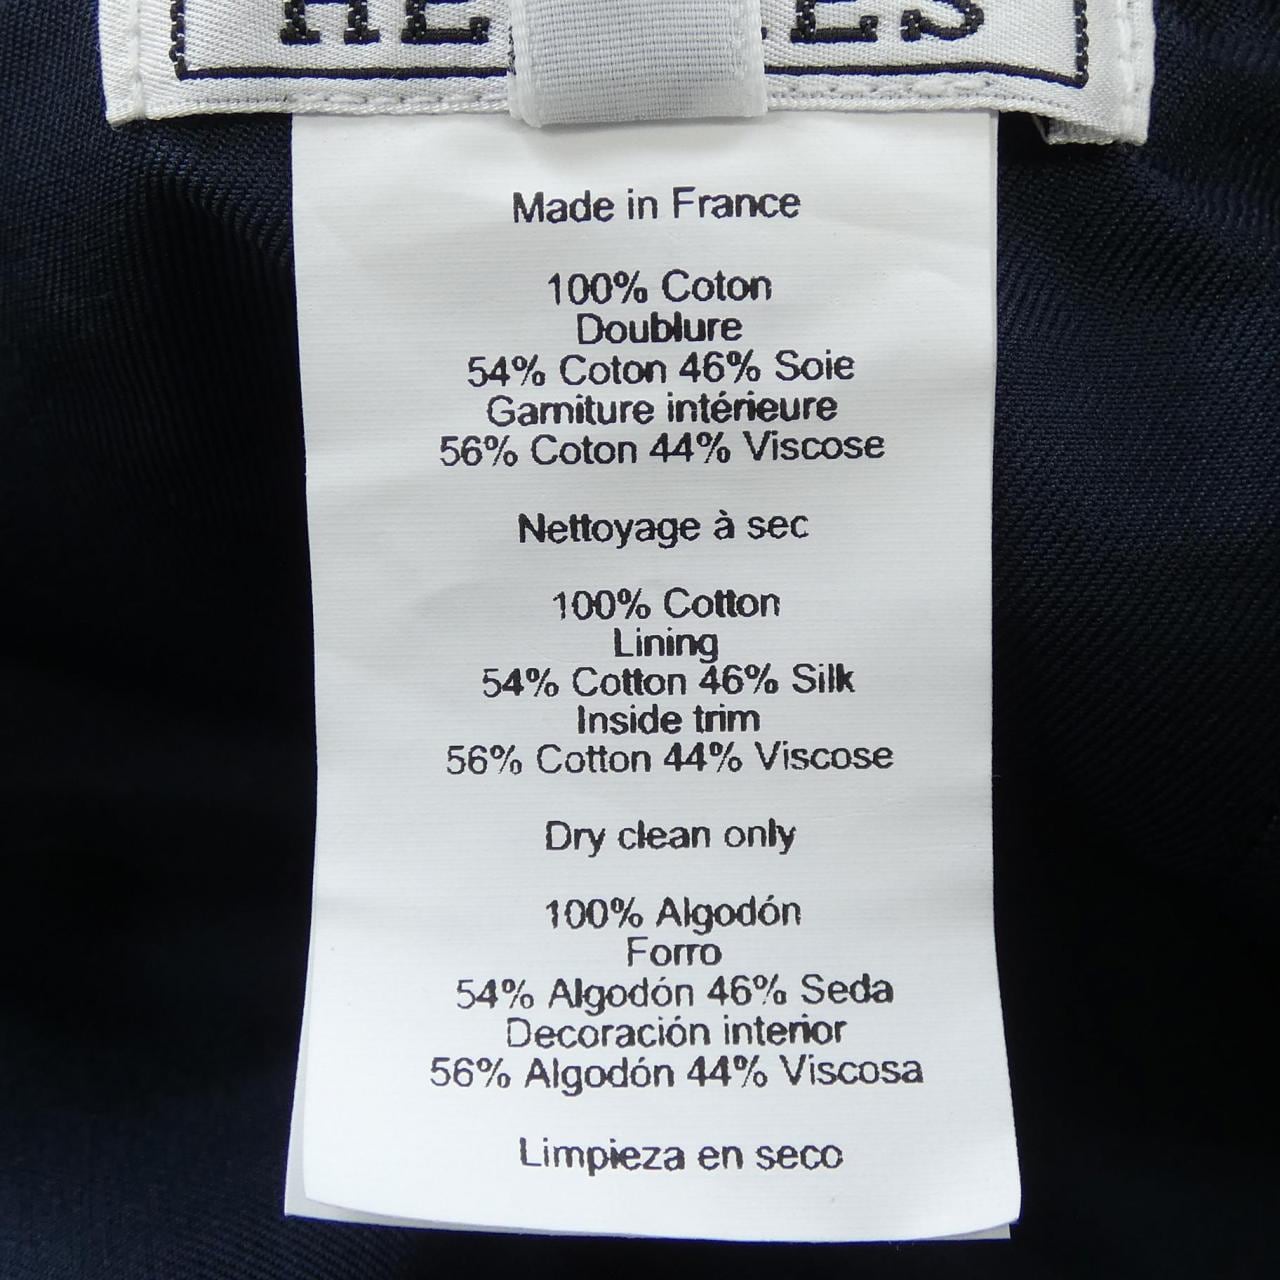 Made in France
100% Coton
Doublure
54% Coton 46% Soie
Garniture intérieure
56% Coton 44% Viscose
Nettoyage à sec
100% Cotton
Lining
54% Cotton 46% Silk
Inside trim
56% Cotton 44% Viscose
Dry clean only
100% Algodón
Forro
54% Algodón 46% Seda
Decoración interior
56% Algodón 44% Viscosa
Limpieza en seco